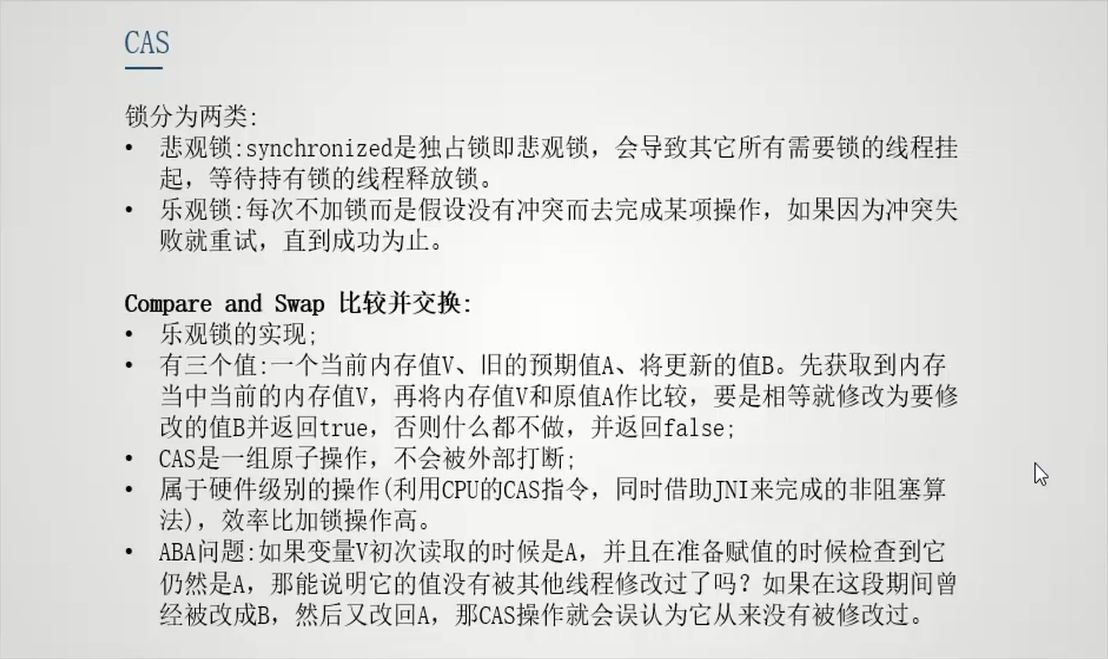 CAS
锁分为两类:
• 悲观锁:synchronized是独占锁即悲观锁，会导致其它所有需要锁的线程挂
起，等待持有锁的线程释放锁。
• 乐观锁:每次不加锁而是假设没有冲突而去完成某项操作，如果因为冲突失
败就重试，直到成功为止。
Compare and Swap 比较并交换:
• 乐观锁的实现;
• 有三个值:一个当前内存值V、旧的预期值A、将更新的值B。先获取到内存
当中当前的内存值V，再将内存值V和原值A作比较，要是相等就修改为要修
改的值B并返回true，否则什么都不做，并返回false;
• CAS是一组原子操作，不会被外部打断;
• 属于硬件级别的操作(利用CPU的CAS指令，同时借助JNI来完成的非阻塞算
法)，效率比加锁操作高。
• ABA问题:如果变量V初次读取的时候是A，并且在准备赋值的时候检查到它
仍然是A，那能说明它的值没有被其他线程修改过了吗？如果在这段期间曾
经被改成B，然后又改回A，那CAS操作就会误认为它从来没有被修改过。